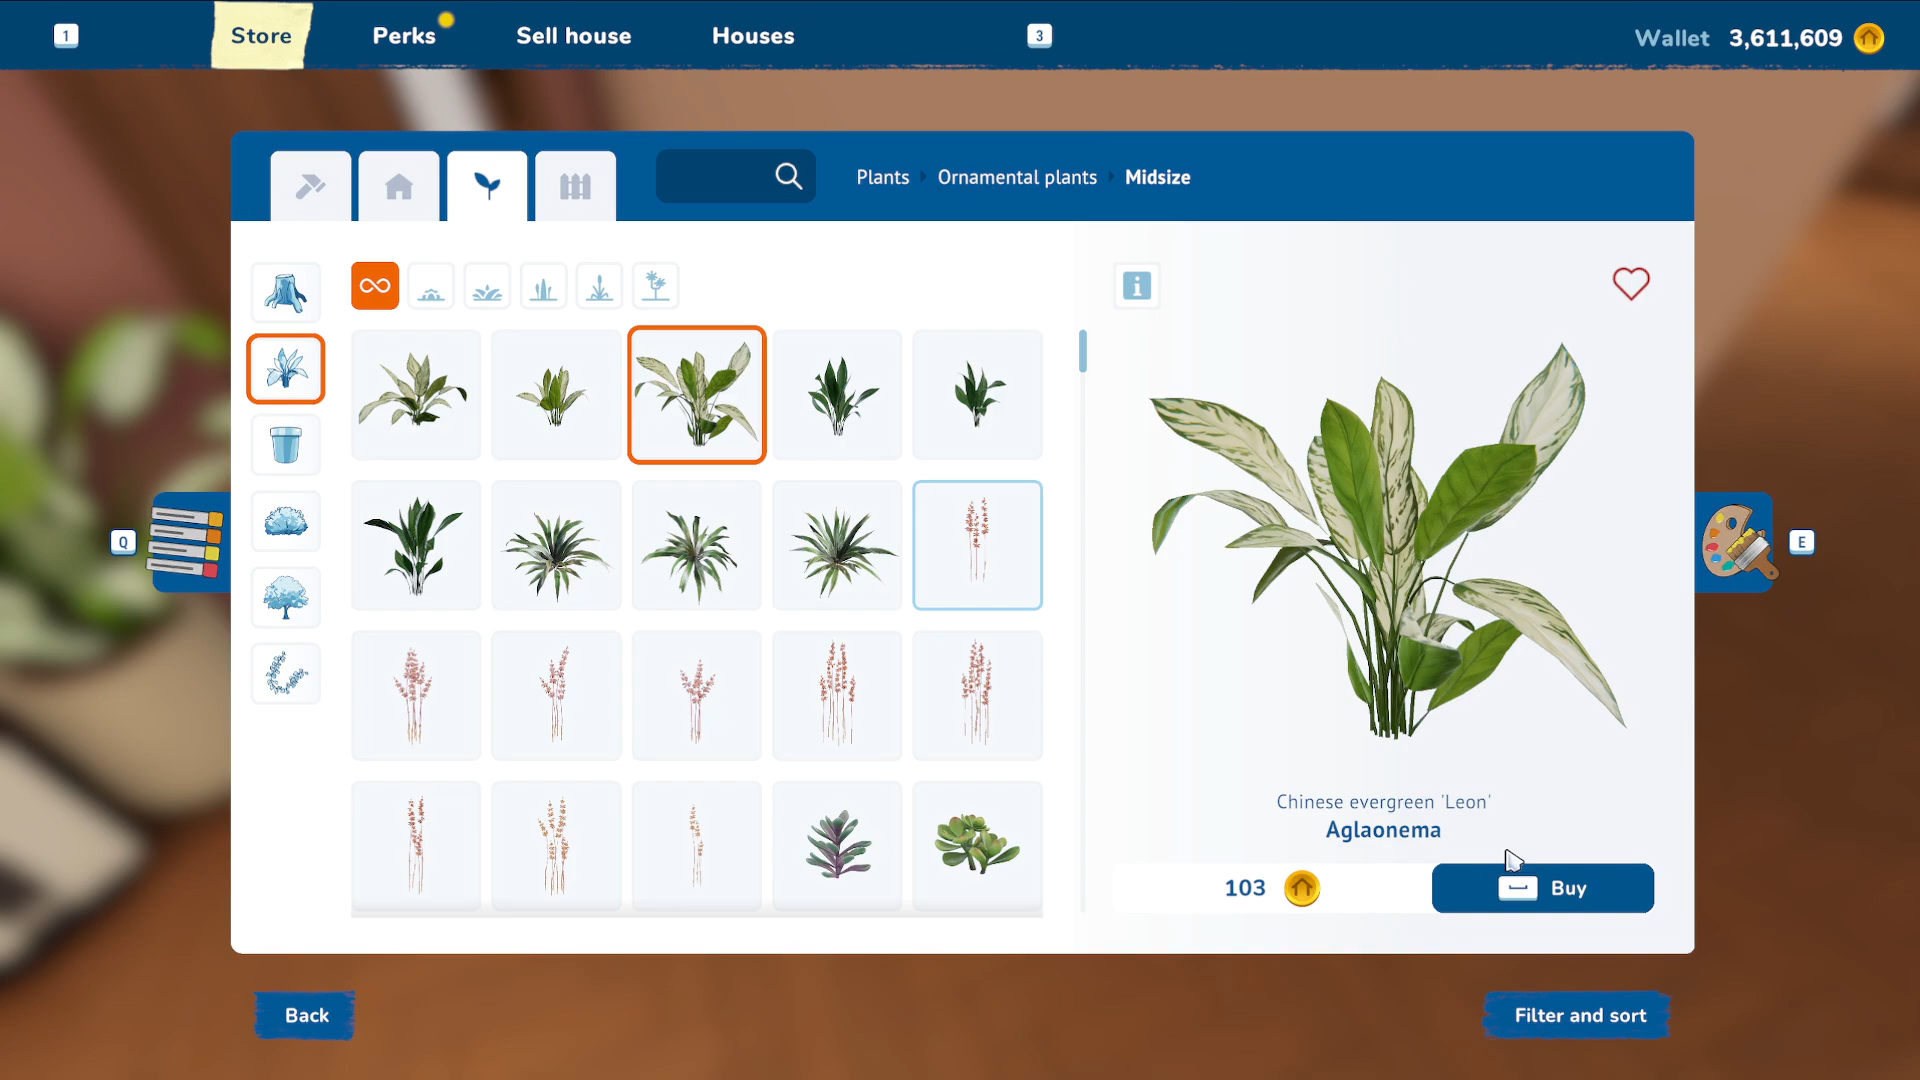 1
Store
Perks
Sell house
Houses
3
Wallet 3,611,609
Plants Ornamental plants Midsize
Q
E
Chinese evergreen 'Leon'
Aglaonema
103
Buy
Back
Filter and sort